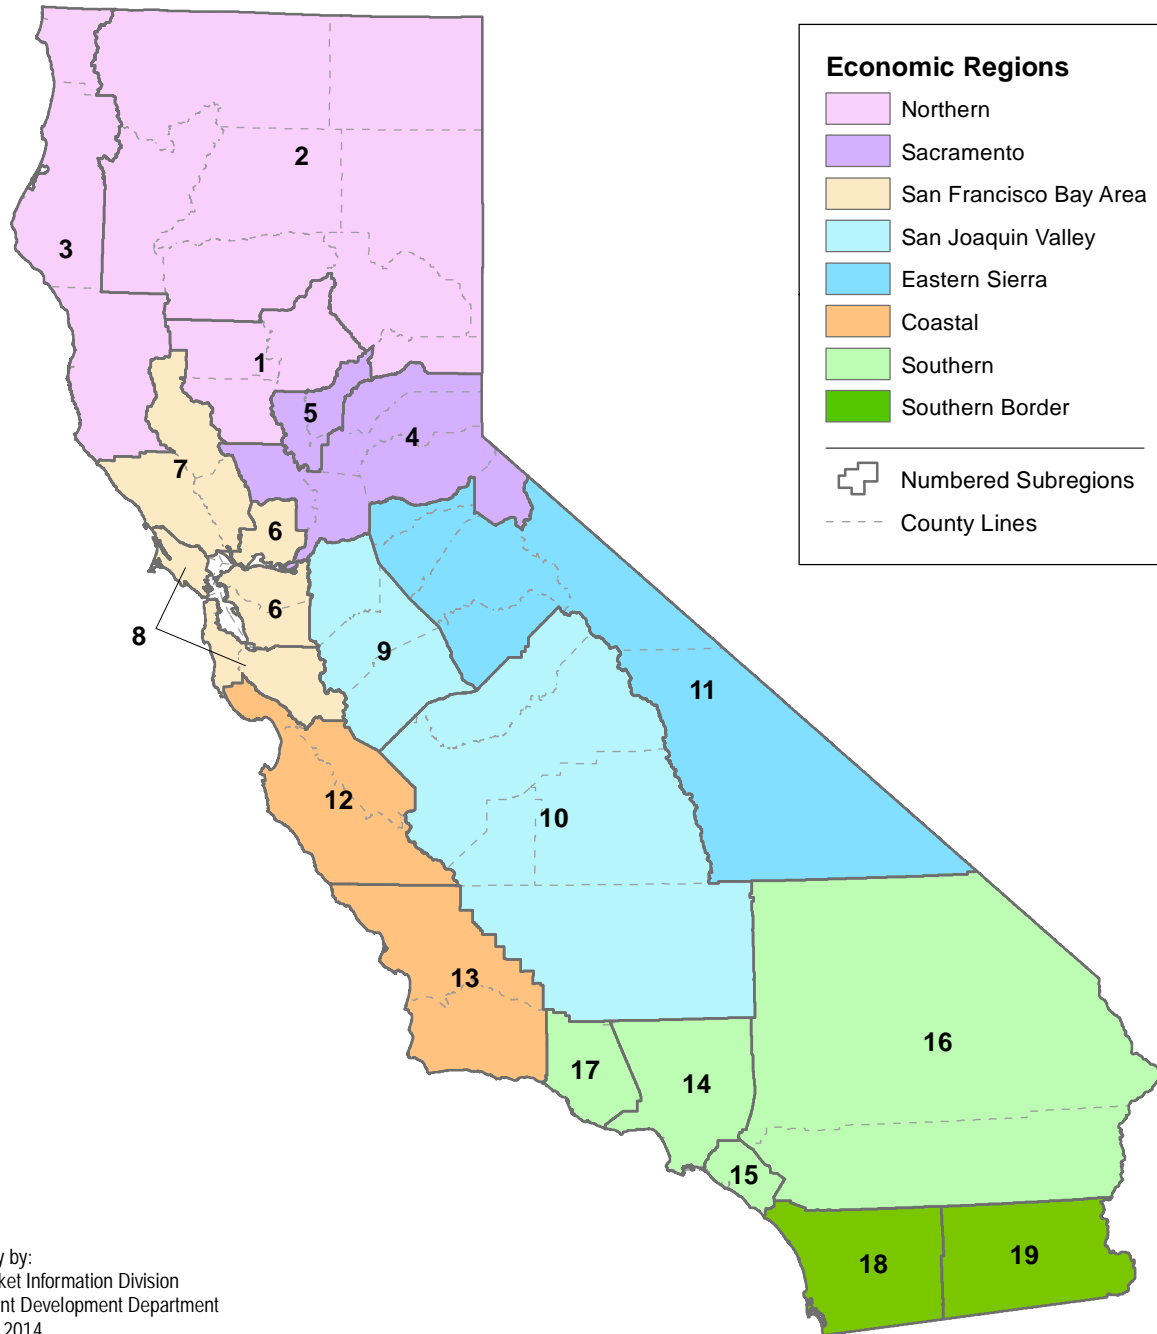 Economic Regions
Northern
Sacramento
San Francisco Bay Area
San Joaquin Valley
Eastern Sierra
Coastal
Southern
Southern Border
Numbered Subregions
County Lines
2
3
1
5
4
7
6
6
8
9
11
12
10
13
16
17
14
15
18
19
y by:
ket Information Division
nt Development Department
2014